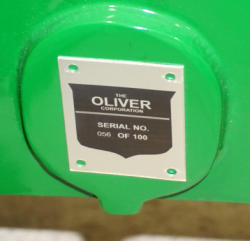 THE
OLIVER
CORPORATION
SERIAL NO.
056 OF 100